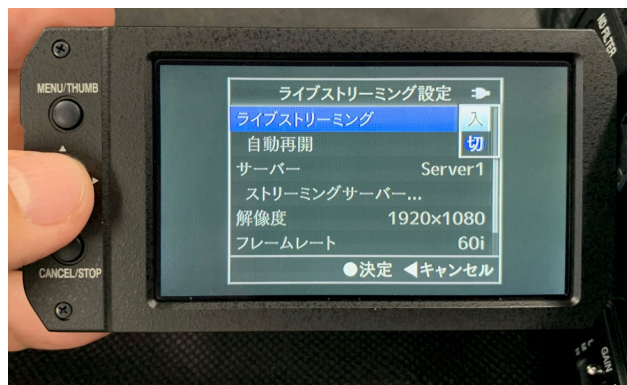 ND FILTER
MENU/THUMB
ライブストリーミング設定
ライブストリーミング 入
自動再開 切
サーバー Server1
ストリーミングサーバー...
解像度 1920×1080
フレームレート 60i
●決定 ◀キャンセル
CANCEL/STOP
GAIN